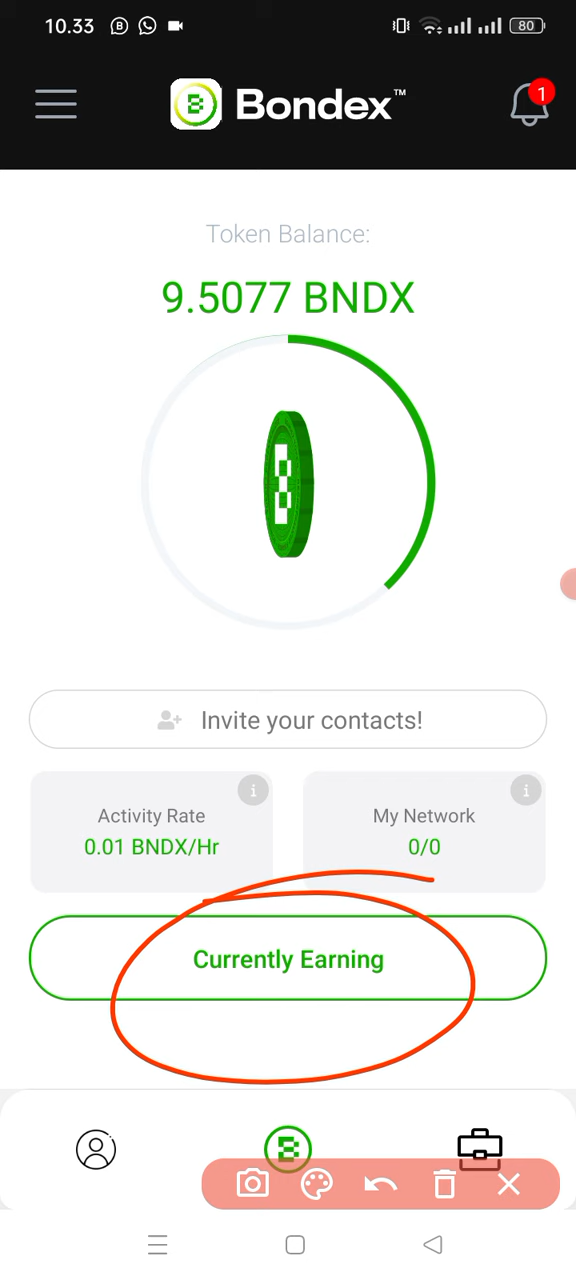 10.33
80
Bondex™
1
Token Balance:
9.5077 BNDX
Invite your contacts!
Activity Rate
0.01 BNDX/Hr
My Network
0/0
Currently Earning